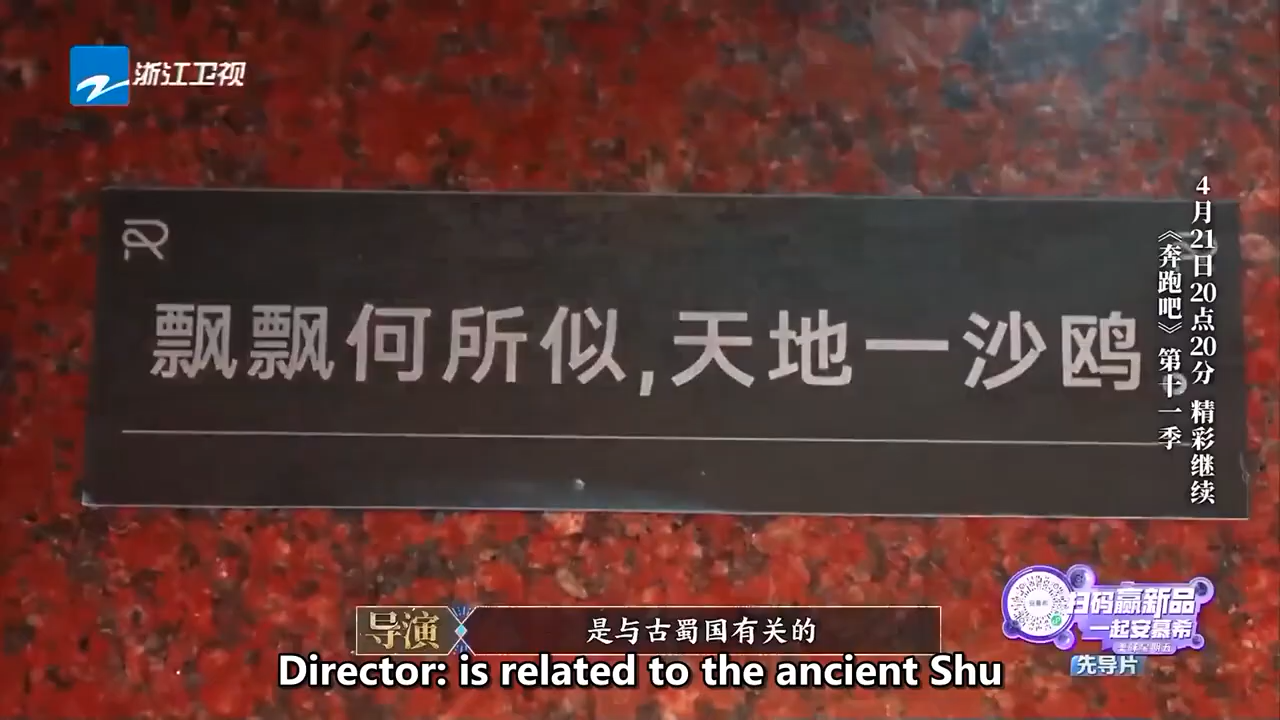 浙江卫视
飘飘何所似,天地一沙鸥
4月21日20点20分 精彩继续
《奔跑吧》第十一季
导演
是与古蜀国有关的
Director: is related to the ancient Shu
扫码赢新品
一起安慕希
先导片